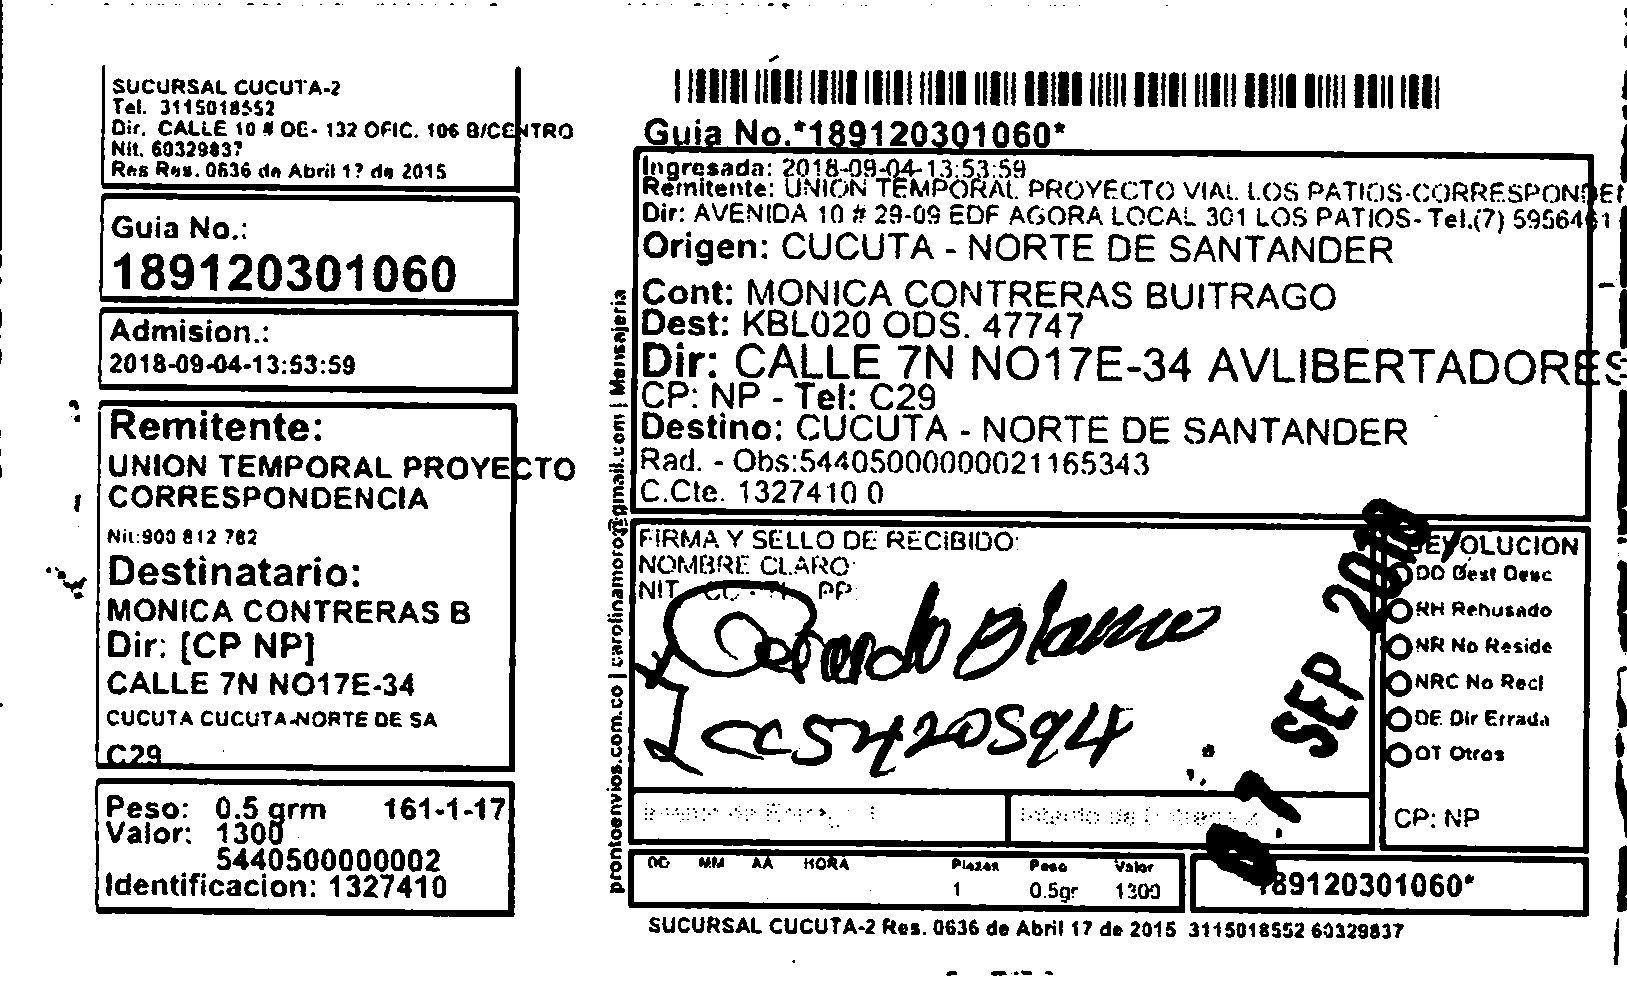 SUCURSAL CUCUTA-2
Tel. 3115018552
Dir. CALLE 10 # OE- 132 OFIC. 106 B/CENTRO
Nit. 60329837
Res Res. 0636 de Abril 17 de 2015
Guia No.:
189120301060
Admision.:
2018-09-04-13:53:59
Remitente:
UNION TEMPORAL PROYECTO
CORRESPONDENCIA
Nit:900 812 782
Destinatario:
MONICA CONTRERAS B
Dir: [CP NP]
CALLE 7N NO17E-34
CUCUTA CUCUTA-NORTE DE SA
C29
Peso: 0.5 grm 161-1-17
Valor: 1300
5440500000002
Identificacion: 1327410
prontoenvios.com.co | carolinamoro@gmail.com | Mensajeria
Guia No.*189120301060*
Ingresada: 2018-09-04-13:53:59
Remitente: UNION TEMPORAL PROYECTO VIAL LOS PATIOS-CORRESPONDEN
Dir: AVENIDA 10 # 29-09 EDF AGORA LOCAL 301 LOS PATIOS- Tel.(7) 5956461
Origen: CUCUTA - NORTE DE SANTANDER
Cont: MONICA CONTRERAS BUITRAGO
Dest: KBL020 ODS. 47747
Dir: CALLE 7N NO17E-34 AVLIBERTADORES
CP: NP - Tel: C29
Destino: CUCUTA - NORTE DE SANTANDER
Rad. - Obs:54405000000021165343
C.Cte. 1327410 0
FIRMA Y SELLO DE RECIBIDO:
NOMBRE CLARO:
NIT - CC - TI - PP:
Blanco
CC5420594
07 SEP 2018
DEVOLUCION
DD Dest Desc
RH Rehusado
NR No Reside
NRC No Recl
DE Dir Errada
OT Otros
CP: NP
DD MM AA HORA Piezas Peso Valor
1 0.5gr 1300
189120301060*
SUCURSAL CUCUTA-2 Res. 0636 de Abril 17 de 2015 3115018552 60329837